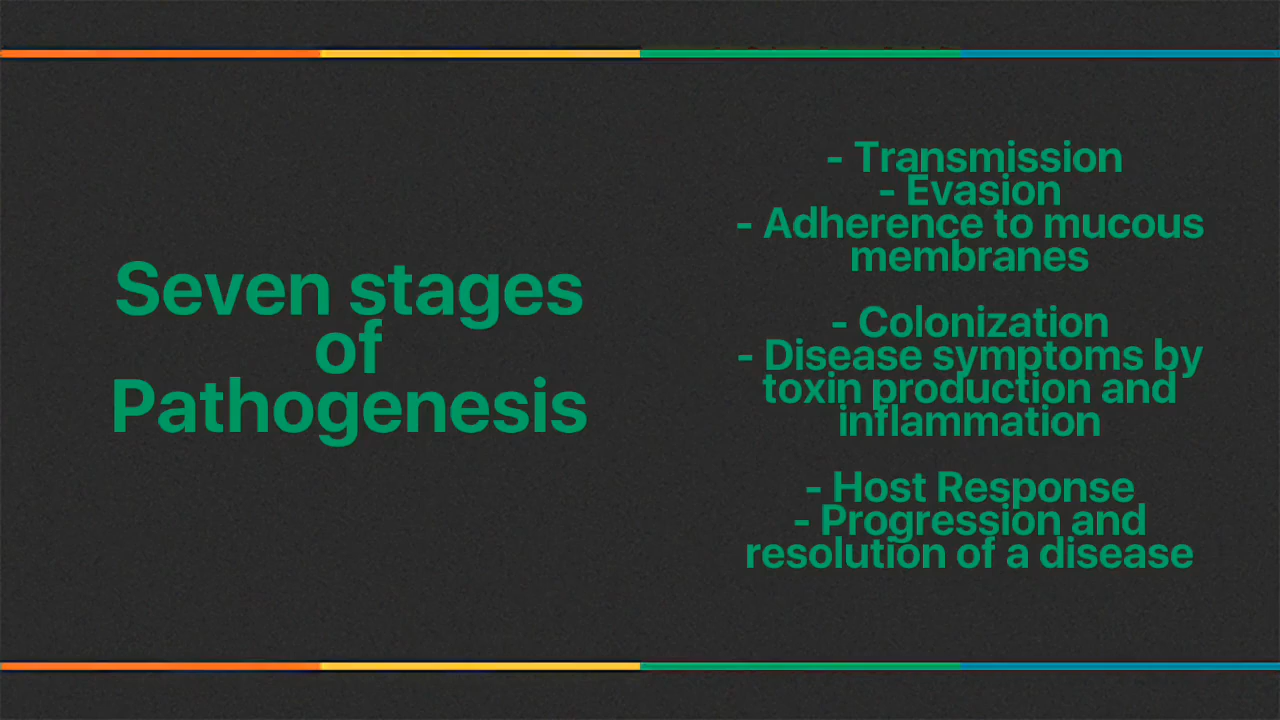 Seven stages
of
Pathogenesis
- Transmission
- Evasion
- Adherence to mucous
membranes
- Colonization
- Disease symptoms by
toxin production and
inflammation
- Host Response
- Progression and
resolution of a disease